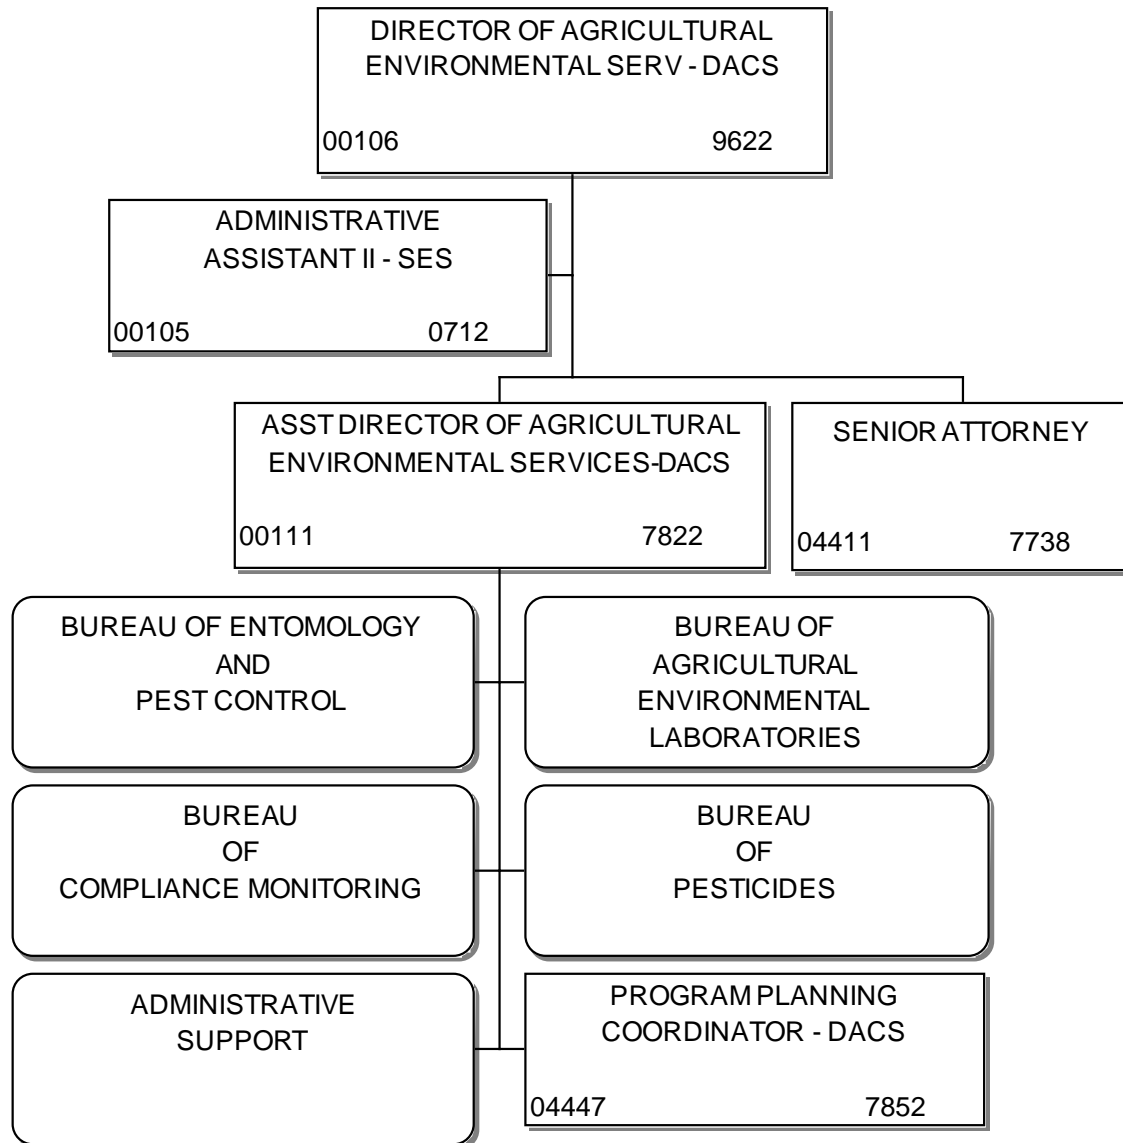 DIRECTOR OF AGRICULTURAL
ENVIRONMENTAL SERV - DACS
00106 9622
ADMINISTRATIVE
ASSISTANT II - SES
00105 0712
ASST DIRECTOR OF AGRICULTURAL
ENVIRONMENTAL SERVICES-DACS
00111 7822
SENIOR ATTORNEY
04411 7738
BUREAU OF ENTOMOLOGY
AND
PEST CONTROL
BUREAU OF
AGRICULTURAL
ENVIRONMENTAL
LABORATORIES
BUREAU
OF
COMPLIANCE MONITORING
BUREAU
OF
PESTICIDES
ADMINISTRATIVE
SUPPORT
PROGRAM PLANNING
COORDINATOR - DACS
04447 7852